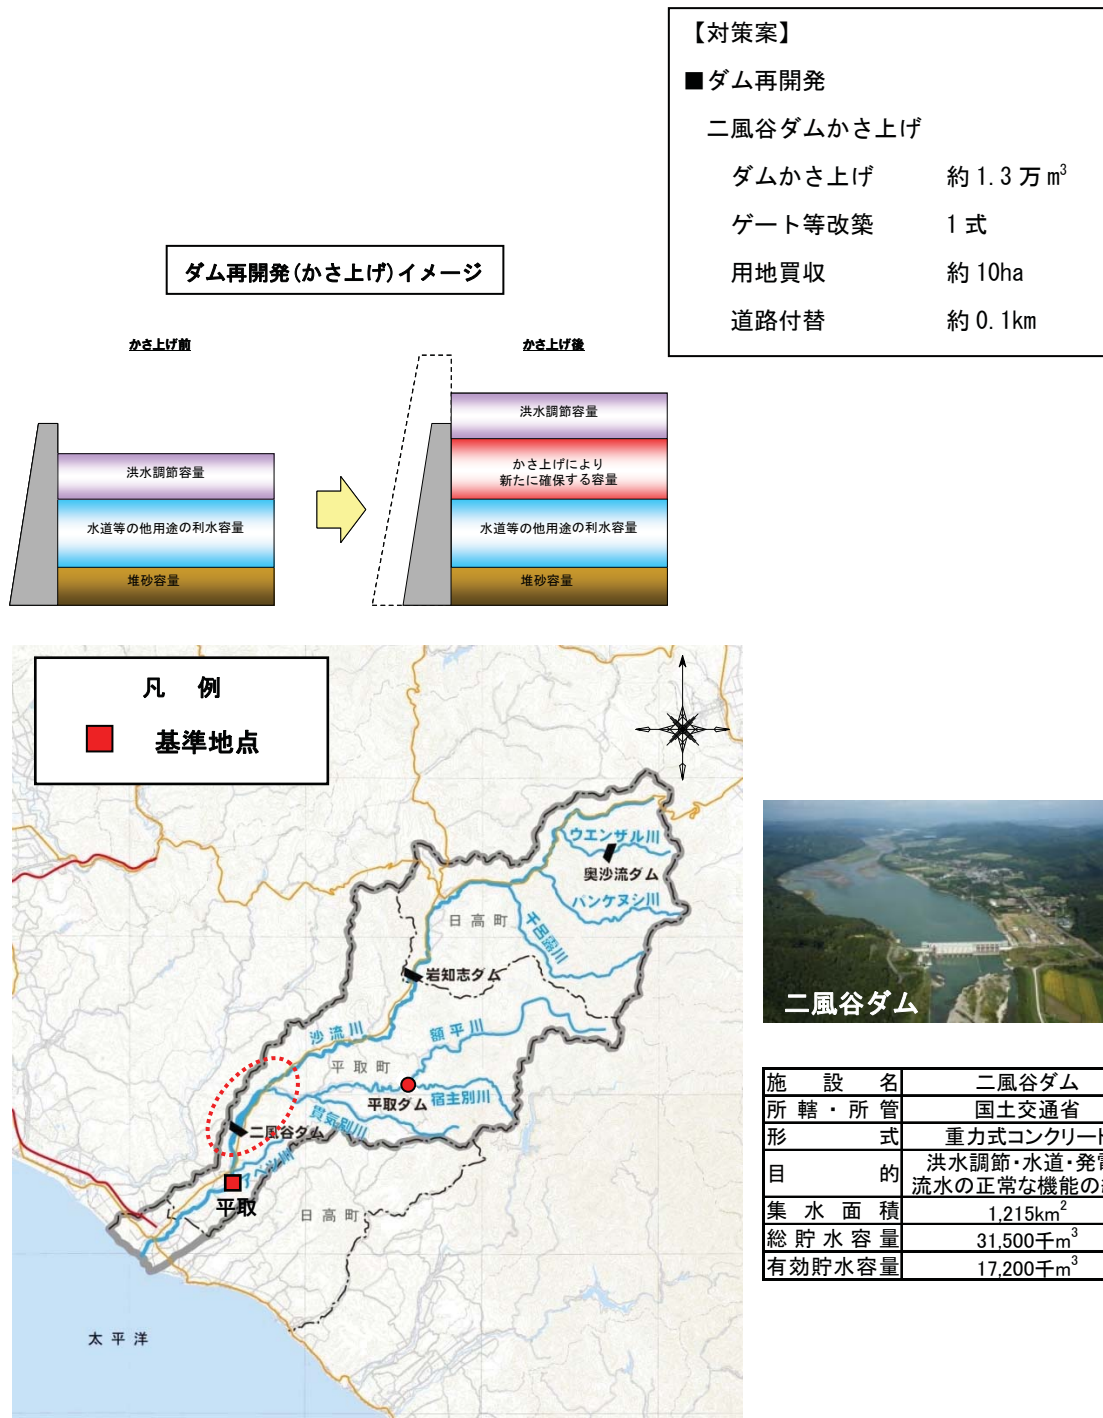 【対策案】
■ダム再開発
二風谷ダムかさ上げ
ダムかさ上げ 約1.3万m³
ゲート等改築 1式
用地買収 約10ha
道路付替 約0.1km
ダム再開発(かさ上げ)イメージ
かさ上げ前
かさ上げ後
洪水調節容量
水道等の他用途の利水容量
堆砂容量
洪水調節容量
かさ上げにより
新たに確保する容量
水道等の他用途の利水容量
堆砂容量
凡 例
基準地点
ウエンザル川
奥沙流ダム
パンケヌシ川
日高町
千呂露川
岩知志ダム
沙流川
額平川
平取町
平取ダム
宿主別川
貫気別川
二風谷ダム
平取
日高町
太平洋
二風谷ダム
施設名 二風谷ダム
所轄・所管 国土交通省
形式 重力式コンクリート
目的 洪水調節・水道・発電
流水の正常な機能の
集水面積 1,215km²
総貯水容量 31,500千m³
有効貯水容量 17,200千m³